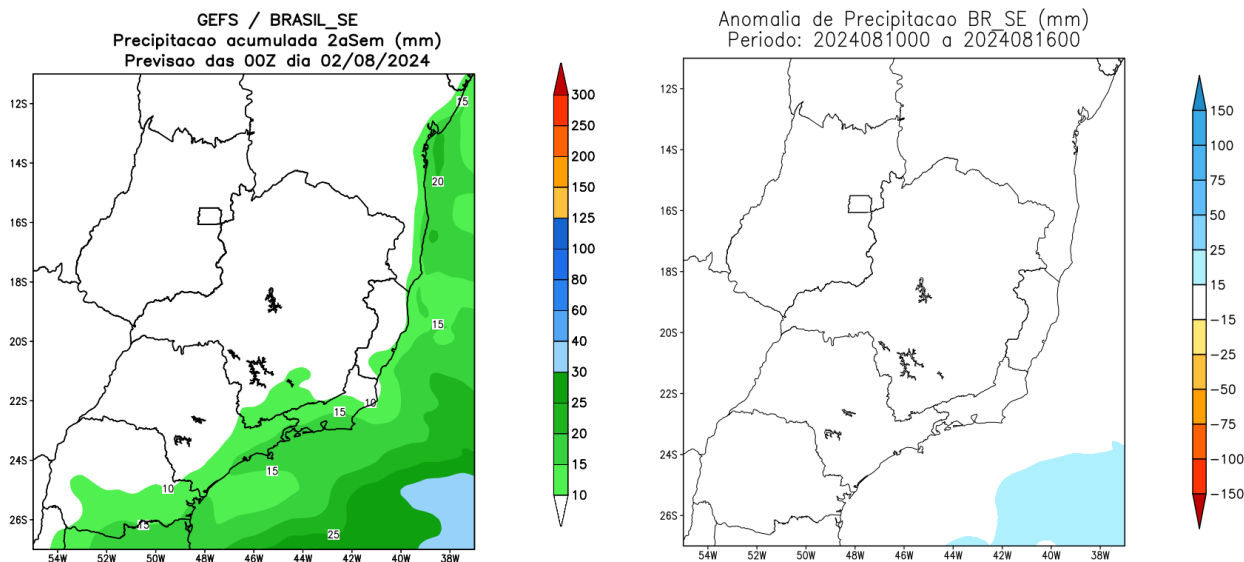 GEFS / BRASIL_SE
Precipitacao acumulada 2aSem (mm)
Previsao das 00Z dia 02/08/2024
12S
14S
16S
18S
20S
22S
24S
26S
54W 52W 50W 48W 46W 44W 42W 40W 38W
15
20
15
15
10
15
10
15
25
300
250
200
150
125
100
80
60
40
30
25
20
15
10
Anomalia de Precipitacao BR_SE (mm)
Periodo: 2024081000 a 2024081600
12S
14S
16S
18S
20S
22S
24S
26S
54W 52W 50W 48W 46W 44W 42W 40W 38W
150
100
75
50
25
15
−15
−25
−50
−75
−100
−150